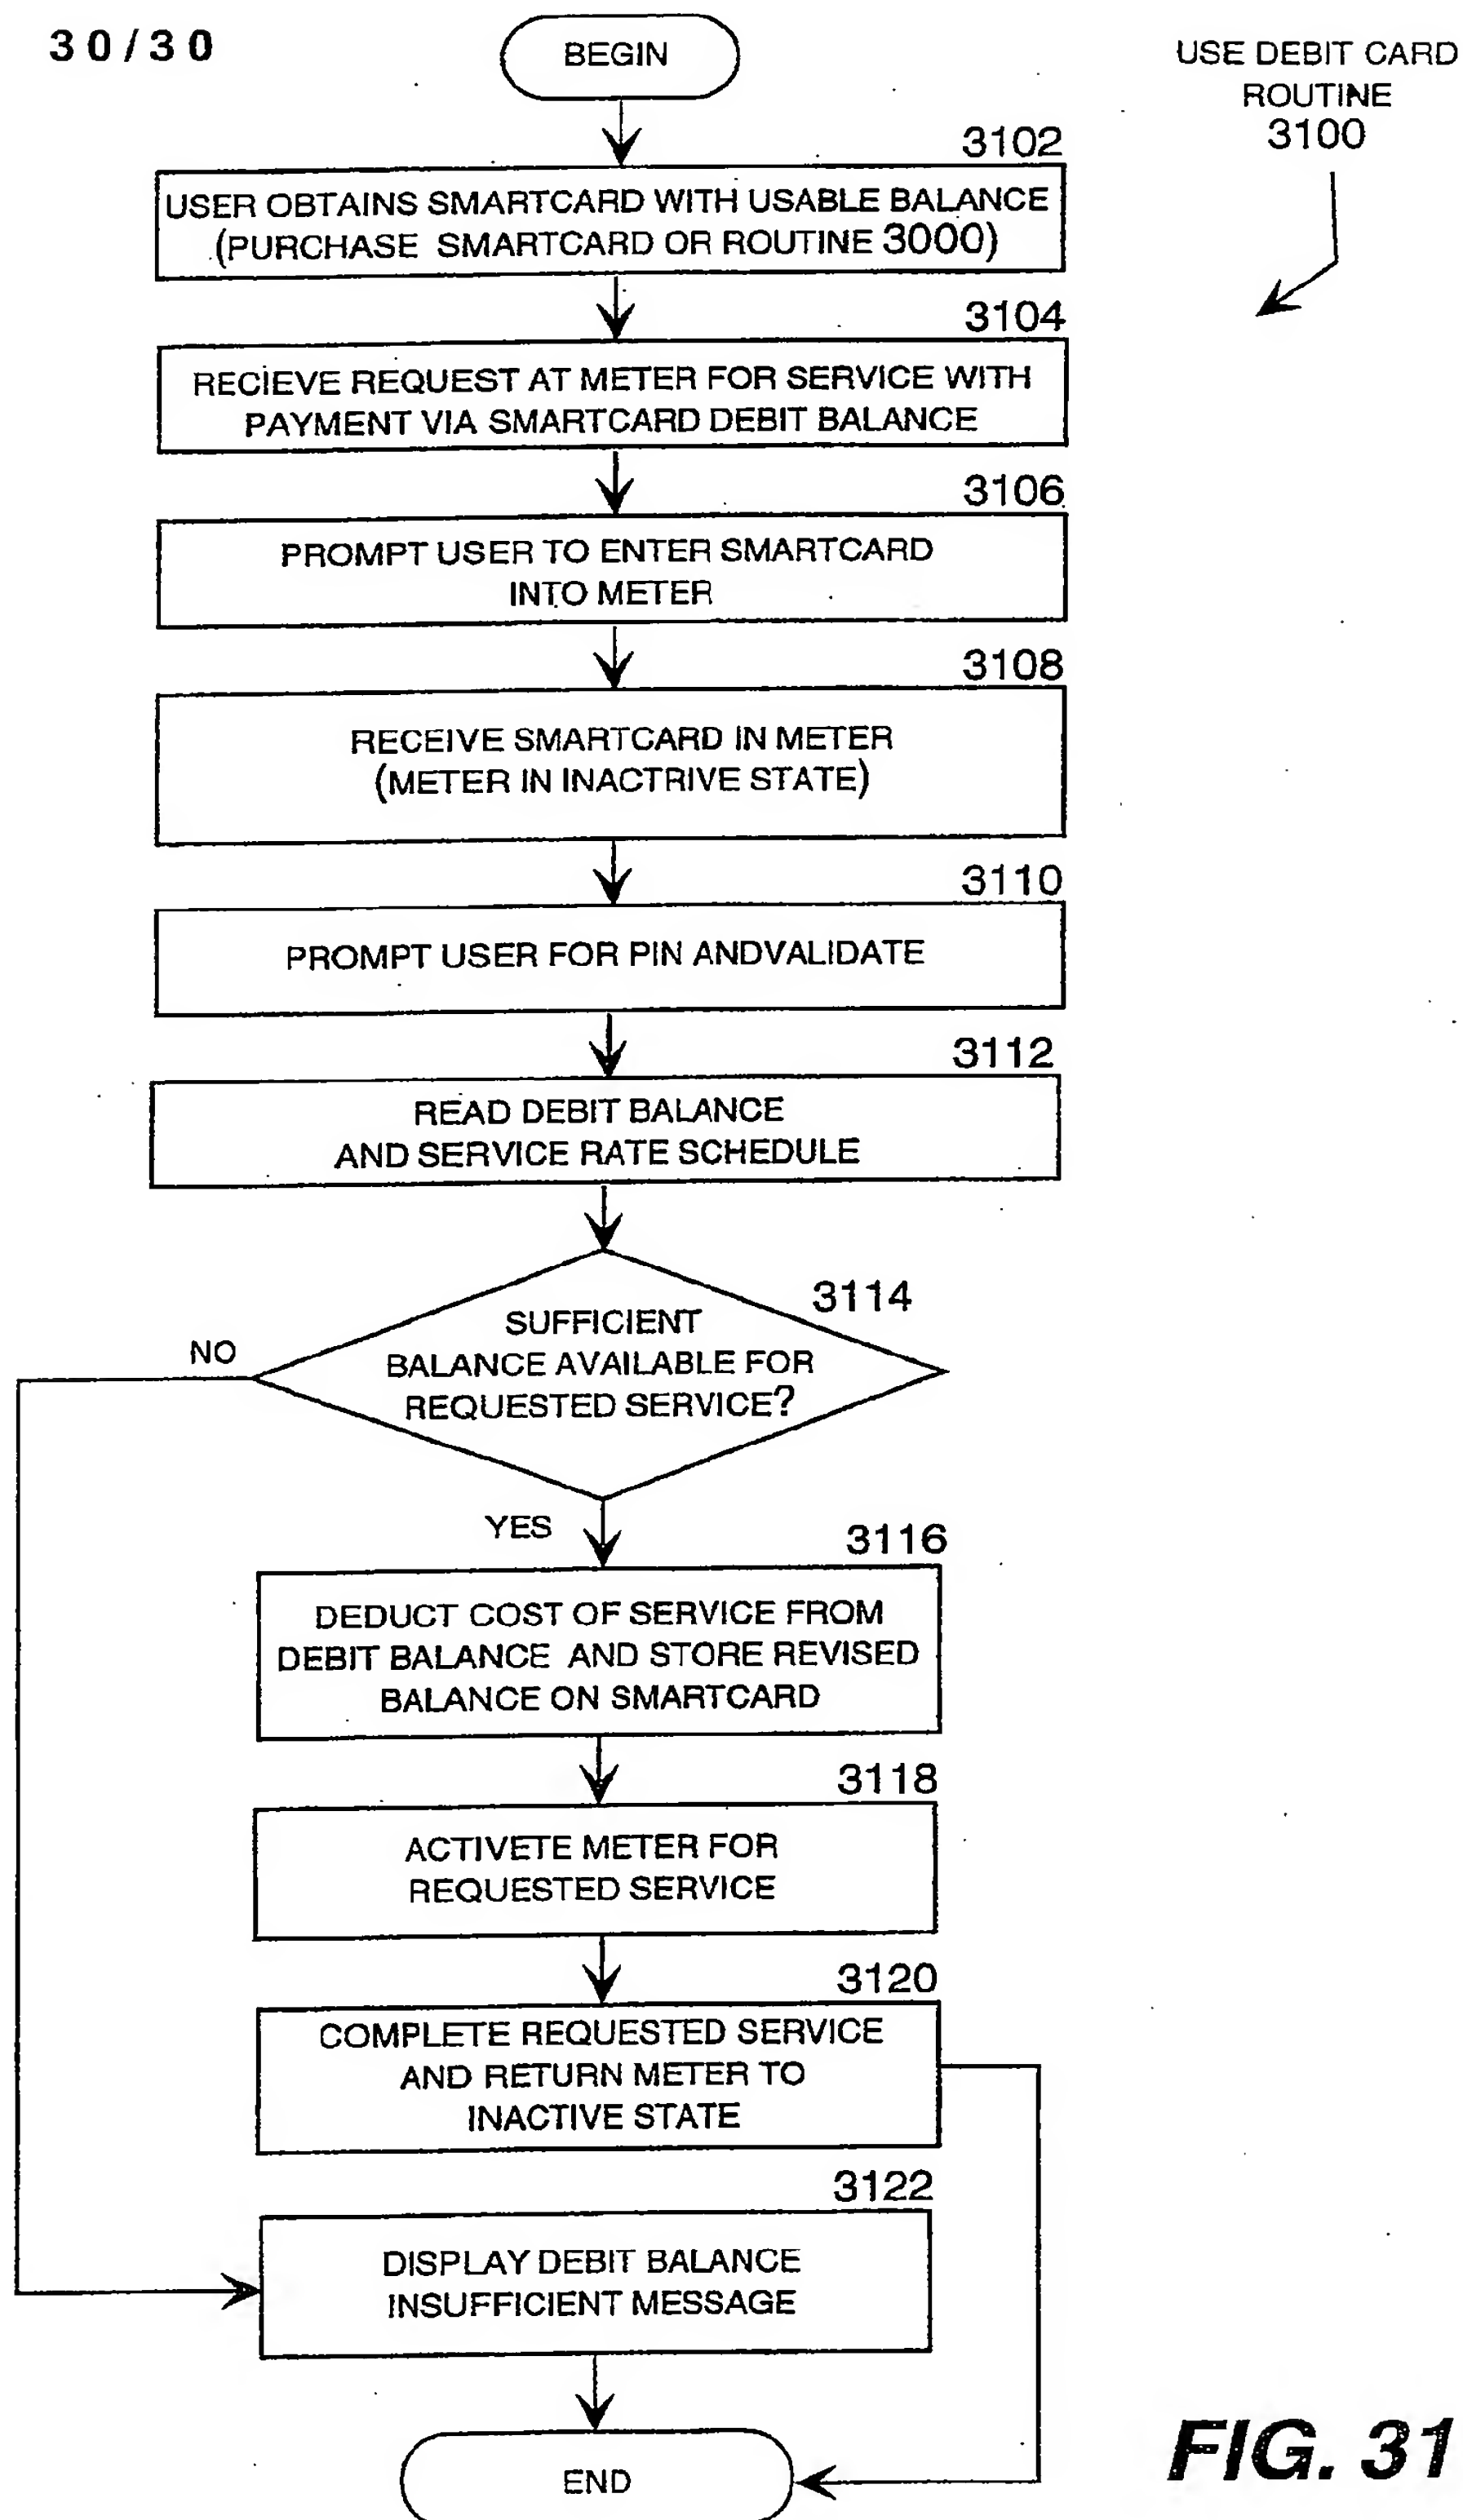 30/30
BEGIN
USE DEBIT CARD
ROUTINE
3100
3102
USER OBTAINS SMARTCARD WITH USABLE BALANCE
(PURCHASE SMARTCARD OR ROUTINE 3000)
3104
RECIEVE REQUEST AT METER FOR SERVICE WITH
PAYMENT VIA SMARTCARD DEBIT BALANCE
3106
PROMPT USER TO ENTER SMARTCARD
INTO METER
3108
RECEIVE SMARTCARD IN METER
(METER IN INACTRIVE STATE)
3110
PROMPT USER FOR PIN ANDVALIDATE
3112
READ DEBIT BALANCE
AND SERVICE RATE SCHEDULE
3114
SUFFICIENT
BALANCE AVAILABLE FOR
REQUESTED SERVICE?
NO
YES
3116
DEDUCT COST OF SERVICE FROM
DEBIT BALANCE AND STORE REVISED
BALANCE ON SMARTCARD
3118
ACTIVETE METER FOR
REQUESTED SERVICE
3120
COMPLETE REQUESTED SERVICE
AND RETURN METER TO
INACTIVE STATE
3122
DISPLAY DEBIT BALANCE
INSUFFICIENT MESSAGE
END
FIG. 31